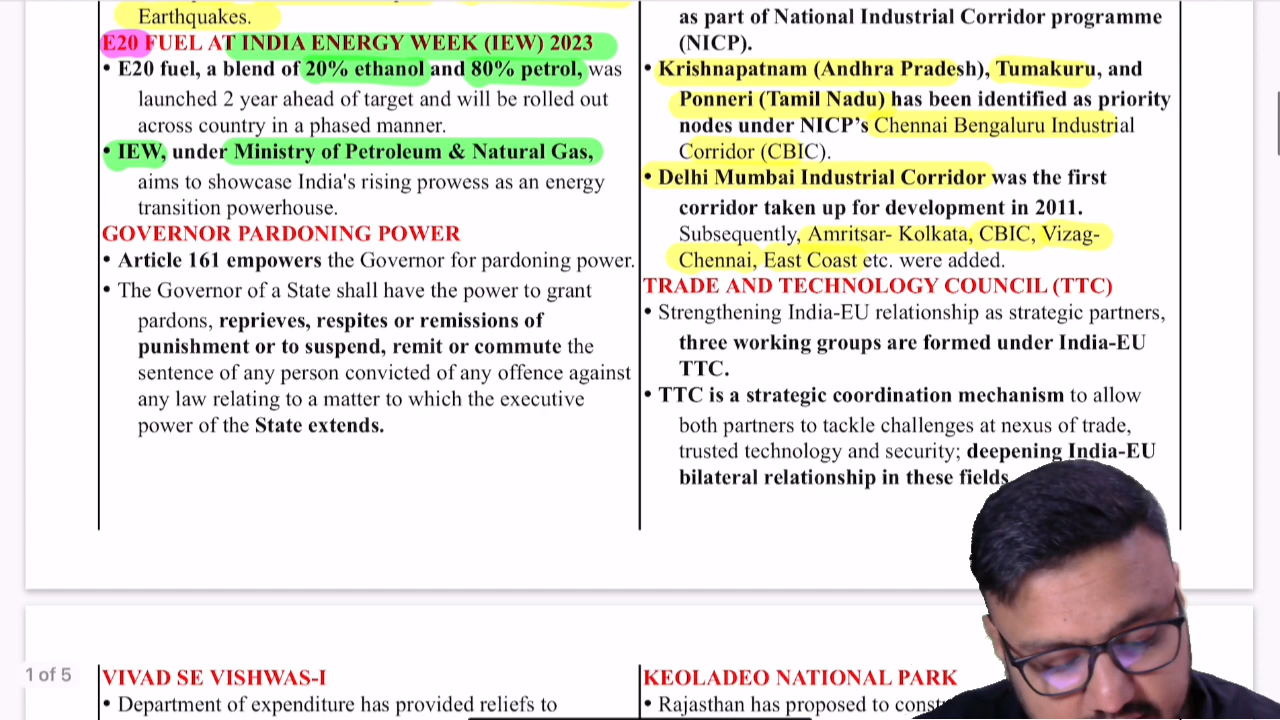 Earthquakes.
E20 FUEL AT INDIA ENERGY WEEK (IEW) 2023
• E20 fuel, a blend of 20% ethanol and 80% petrol, was
launched 2 year ahead of target and will be rolled out
across country in a phased manner.
• IEW, under Ministry of Petroleum & Natural Gas,
aims to showcase India's rising prowess as an energy
transition powerhouse.
GOVERNOR PARDONING POWER
• Article 161 empowers the Governor for pardoning power.
• The Governor of a State shall have the power to grant
pardons, reprieves, respites or remissions of
punishment or to suspend, remit or commute the
sentence of any person convicted of any offence against
any law relating to a matter to which the executive
power of the State extends.
as part of National Industrial Corridor programme
(NICP).
• Krishnapatnam (Andhra Pradesh), Tumakuru, and
Ponneri (Tamil Nadu) has been identified as priority
nodes under NICP's Chennai Bengaluru Industrial
Corridor (CBIC).
• Delhi Mumbai Industrial Corridor was the first
corridor taken up for development in 2011.
Subsequently, Amritsar- Kolkata, CBIC, Vizag-
Chennai, East Coast etc. were added.
TRADE AND TECHNOLOGY COUNCIL (TTC)
• Strengthening India-EU relationship as strategic partners,
three working groups are formed under India-EU
TTC.
• TTC is a strategic coordination mechanism to allow
both partners to tackle challenges at nexus of trade,
trusted technology and security; deepening India-EU
bilateral relationship in these fields
1 of 5
VIVAD SE VISHWAS-I
• Department of expenditure has provided reliefs to
KEOLADEO NATIONAL PARK
• Rajasthan has proposed to